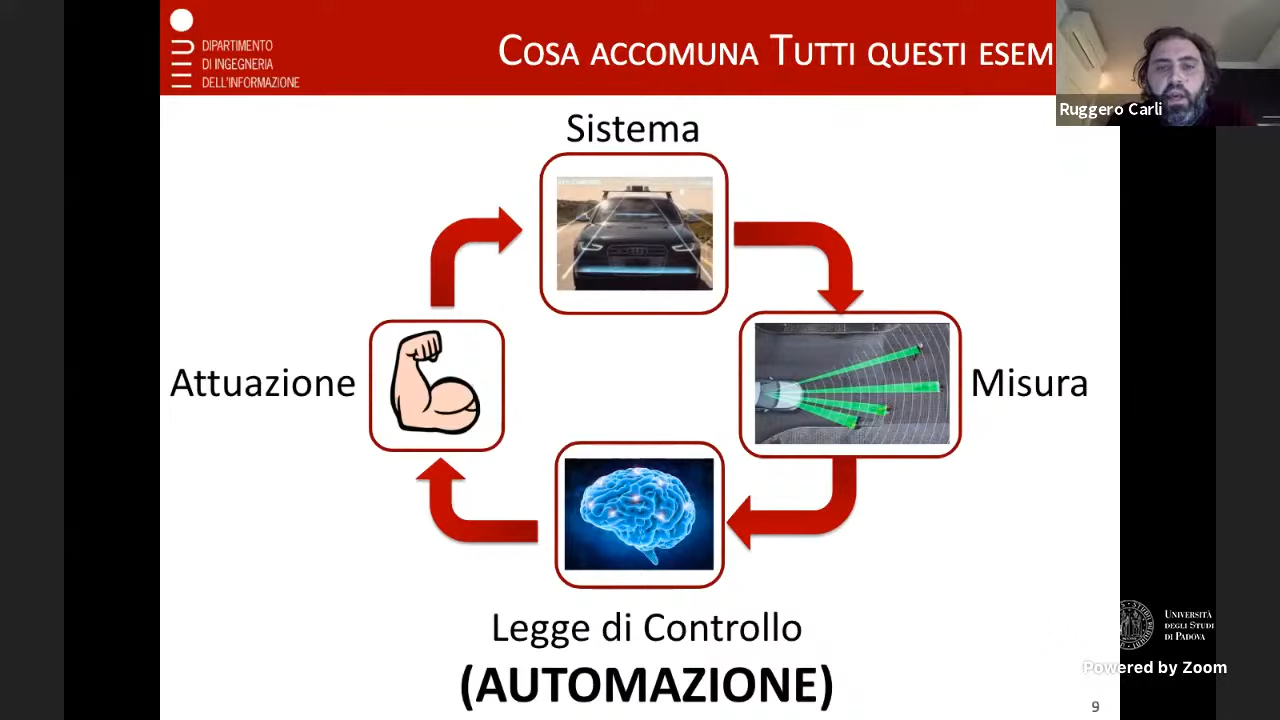 DIPARTIMENTO
DI INGEGNERIA
DELL'INFORMAZIONE
COSA ACCOMUNA TUTTI QUESTI ESEM
Ruggero Carli
Sistema
Attuazione
Misura
Legge di Controllo
(AUTOMAZIONE)
UNIVERSITÀ
DEGLI STUDI
DI PADOVA
Powered by Zoom
9